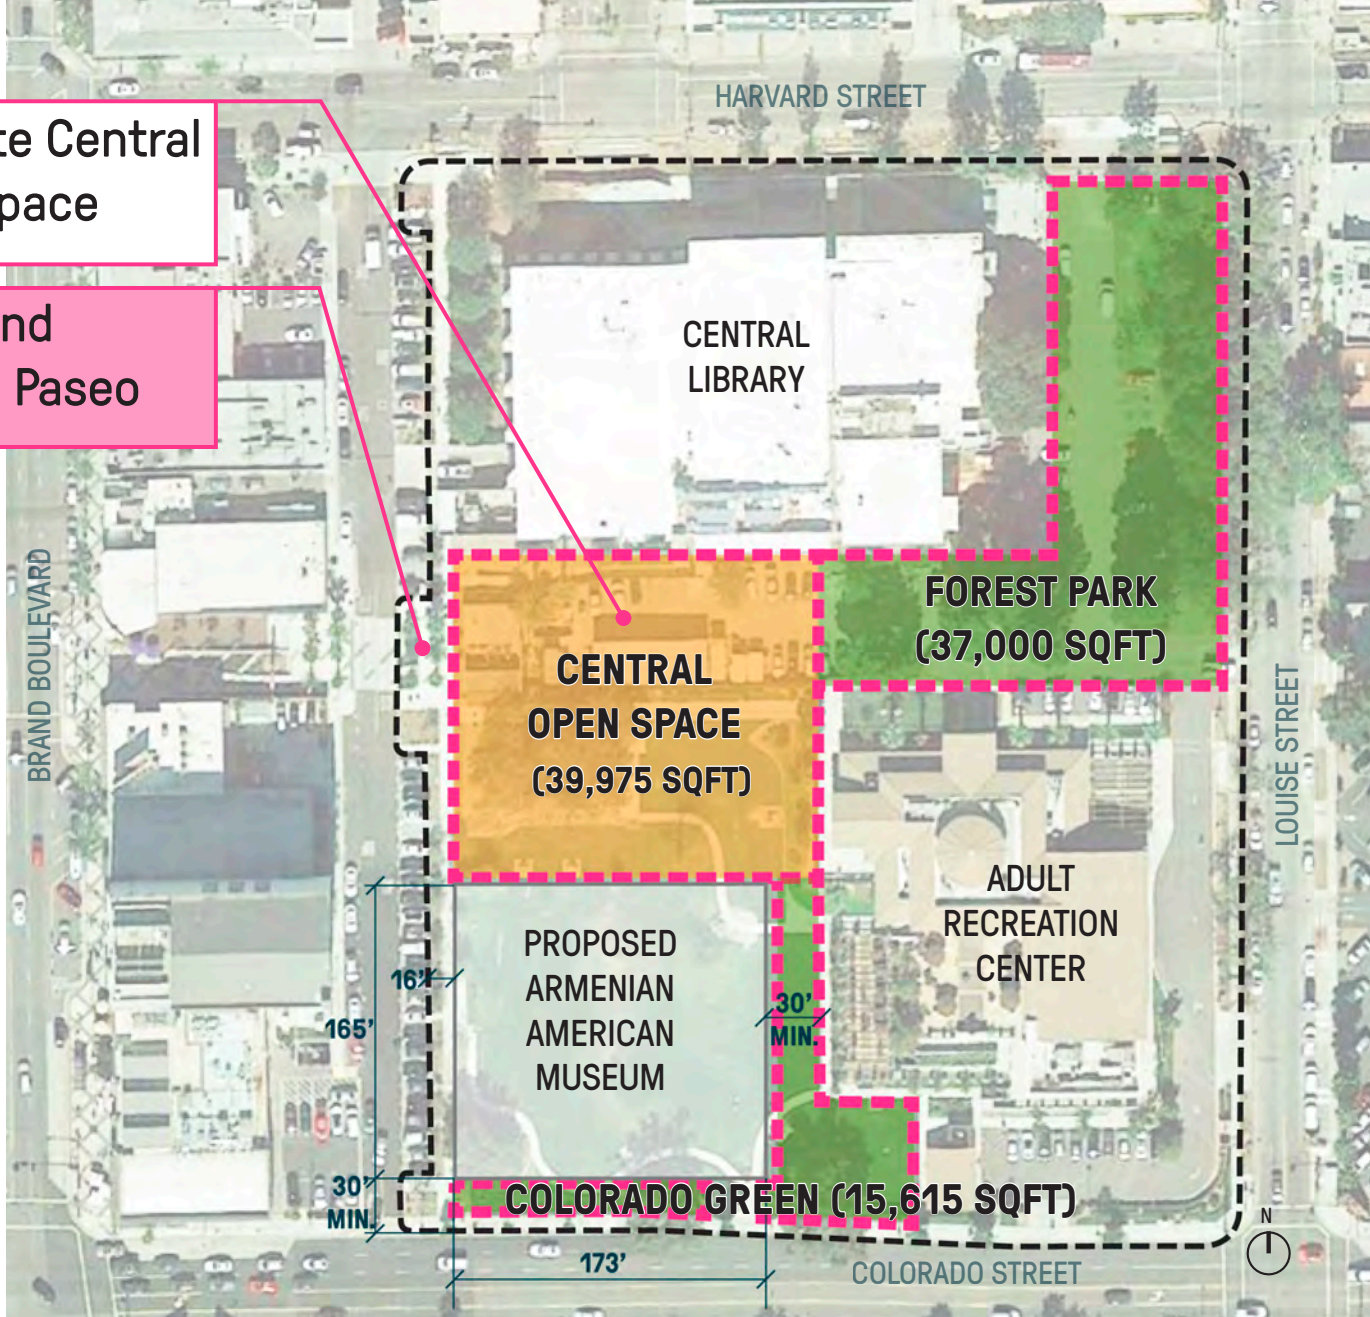 HARVARD STREET
te Central
pace
nd
Paseo
CENTRAL
LIBRARY
BRAND BOULEVARD
FOREST PARK
(37,000 SQFT)
CENTRAL
OPEN SPACE
(39,975 SQFT)
LOUISE STREET
ADULT
RECREATION
CENTER
PROPOSED
ARMENIAN
AMERICAN
MUSEUM
16'
165'
30'
MIN.
30'
MIN.
COLORADO GREEN (15,615 SQFT)
173'
COLORADO STREET
N